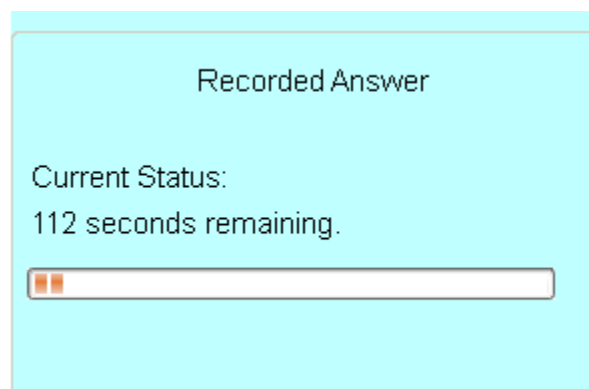 Recorded Answer
Current Status:
112 seconds remaining.